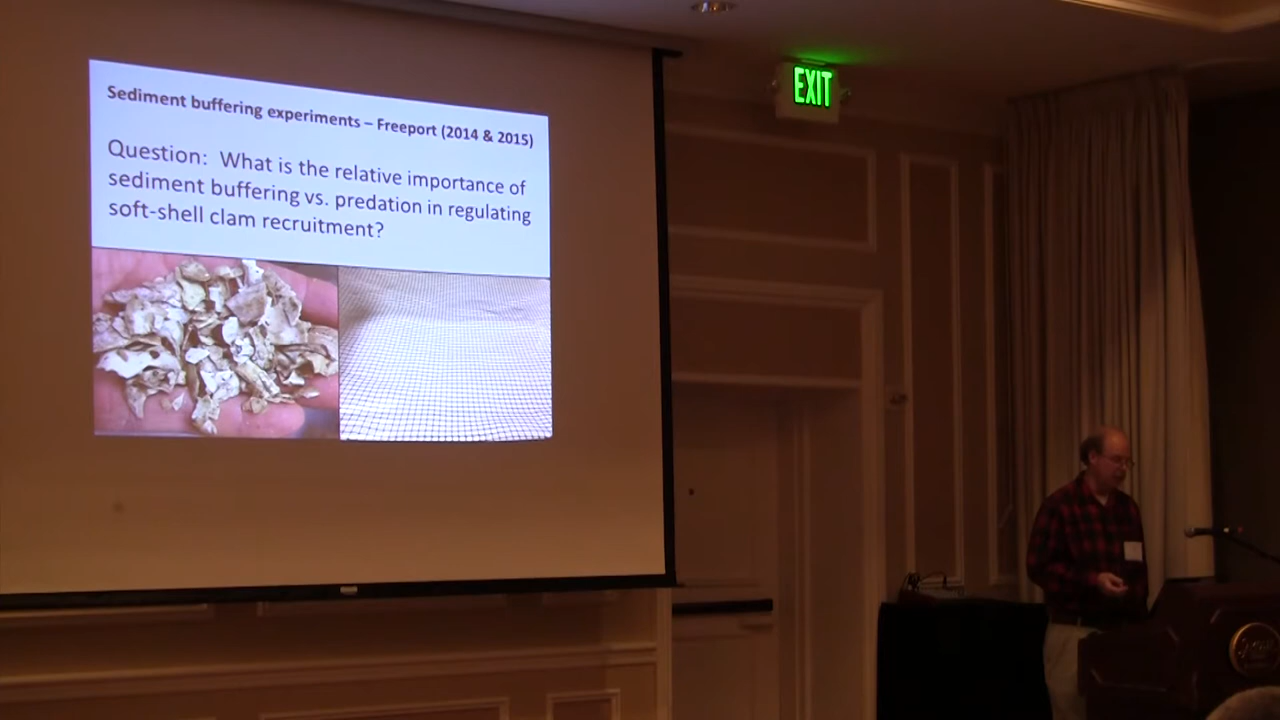 Sediment buffering experiments – Freeport (2014 & 2015)
Question: What is the relative importance of
sediment buffering vs. predation in regulating
soft-shell clam recruitment?
EXIT